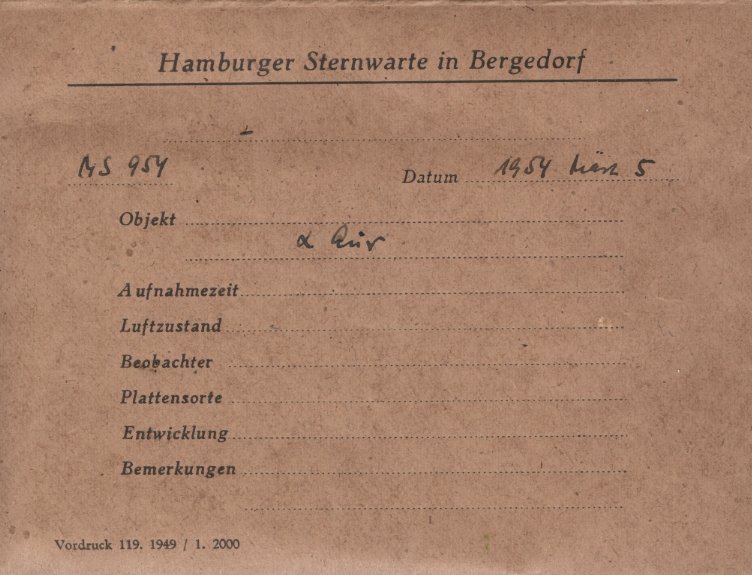 Hamburger Sternwarte in Bergedorf
MS 954 Datum 1954 März 5
Objekt
α Aur
Aufnahmezeit
Luftzustand
Beobachter
Plattensorte
Entwicklung
Bemerkungen
Vordruck 119. 1949 / 1. 2000